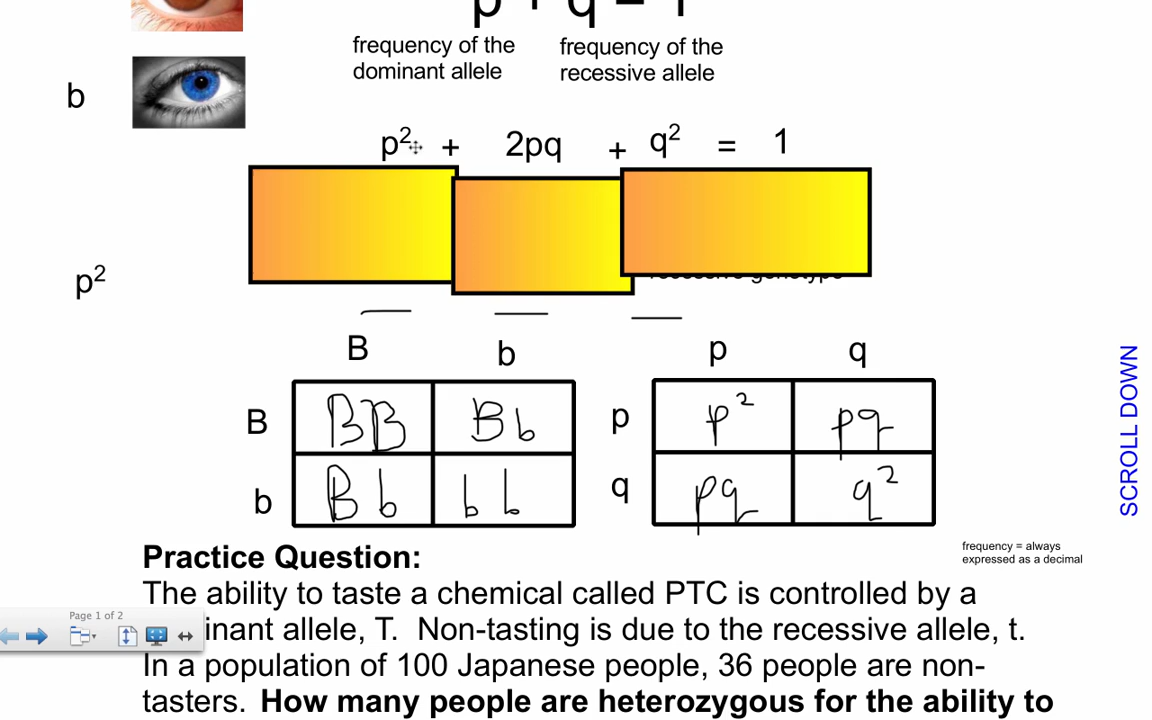 p + q = 1
frequency of the dominant allele
frequency of the recessive allele
b
p² + 2pq + q² = 1
recessive genotype
p²
B b
B BB Bb
b Bb bb
p q
p p² pq
q pq q²
SCROLL DOWN
frequency = always
expressed as a decimal
Practice Question:
The ability to taste a chemical called PTC is controlled by a
inant allele, T. Non-tasting is due to the recessive allele, t.
In a population of 100 Japanese people, 36 people are non-
tasters. How many people are heterozygous for the ability to
Page 1 of 2